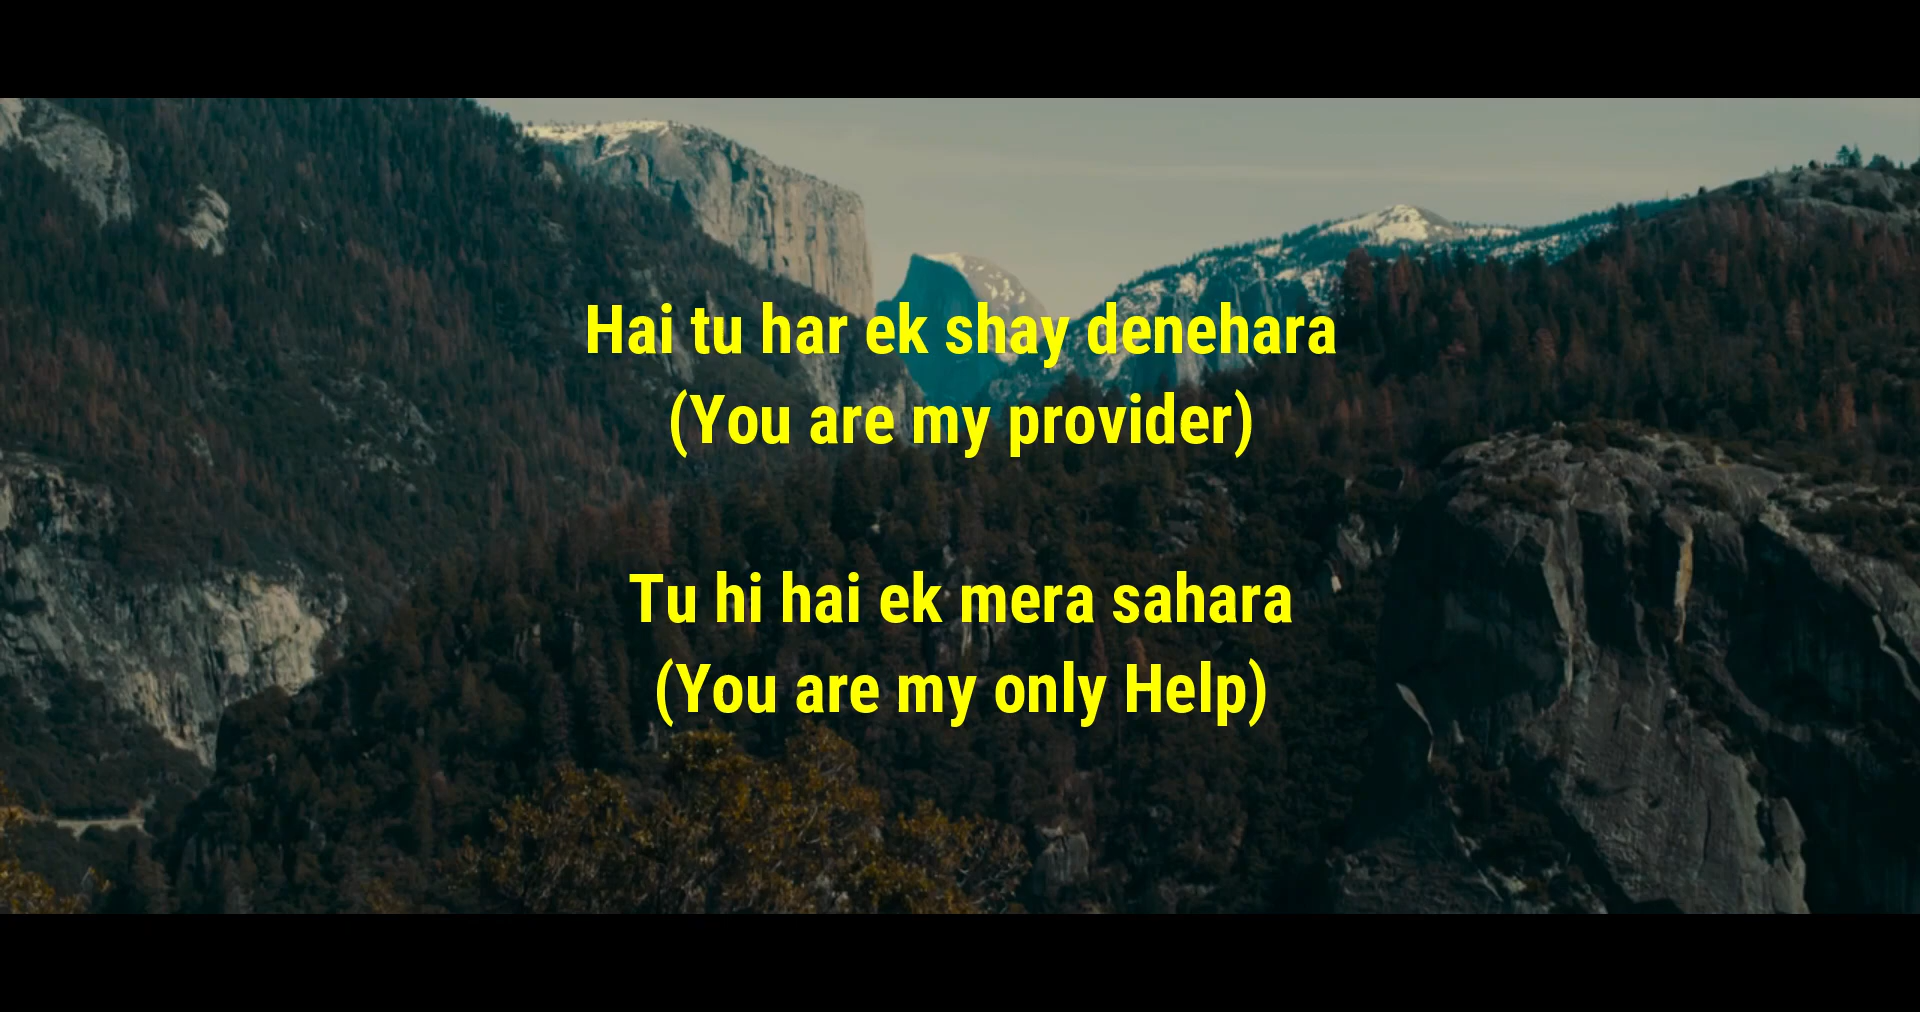 Hai tu har ek shay denehara
(You are my provider)
Tu hi hai ek mera sahara
(You are my only Help)